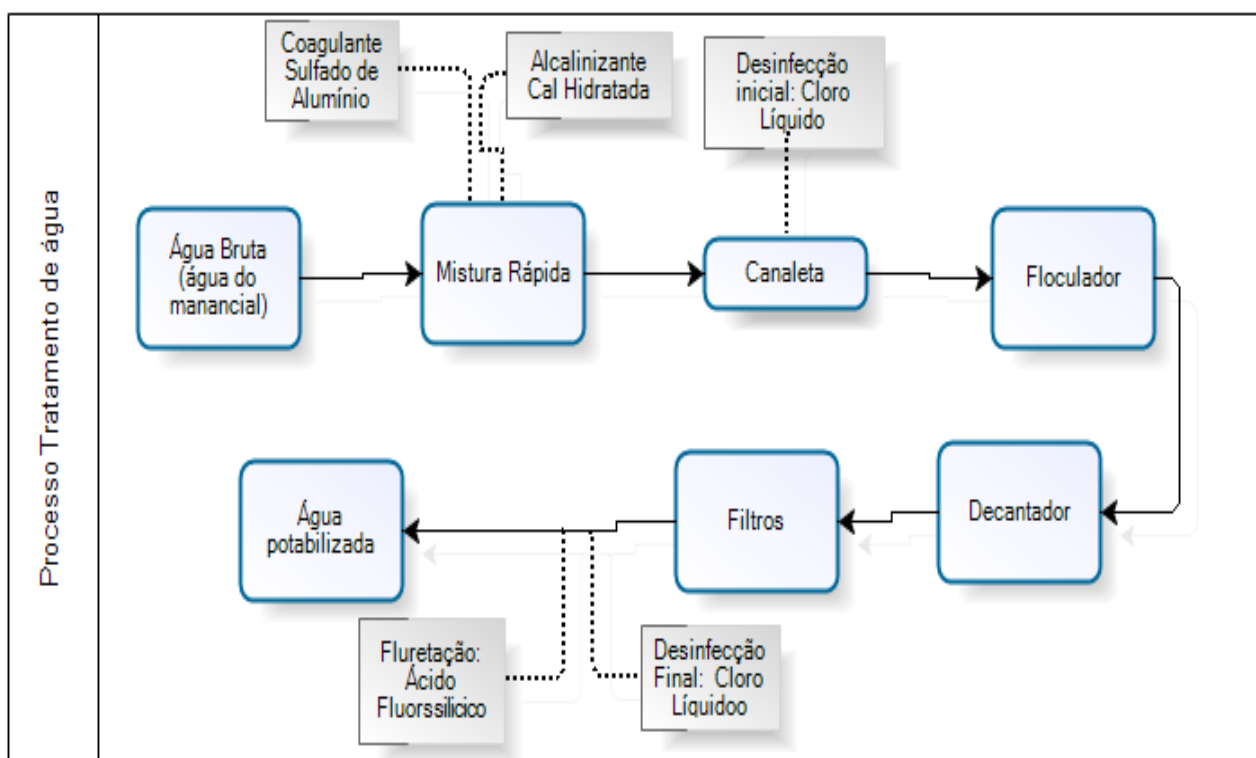 Processo Tratamento de água
Coagulante
Sulfado de
Alumínio
Alcalinizante
Cal Hidratada
Desinfecção
inicial: Cloro
Líquido
Água Bruta
(água do
manancial)
Mistura Rápida
Canaleta
Floculador
Água
potabilizada
Filtros
Decantador
Fluretação:
Ácido
Fluorssilicico
Desinfecção
Final: Cloro
Líquidoo